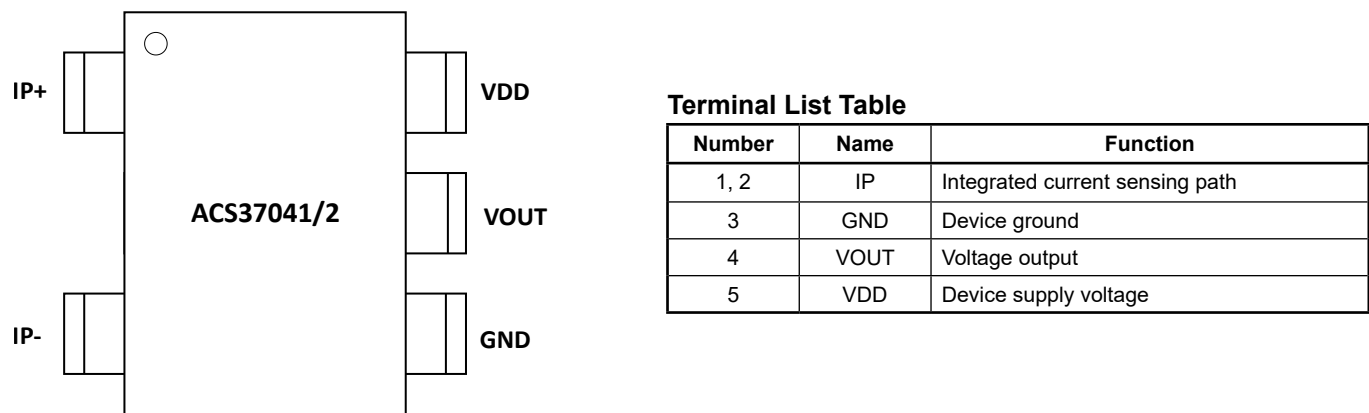 IP+
VDD
ACS37041/2
VOUT
IP-
GND
Terminal List Table
Number Name Function
1, 2 IP Integrated current sensing path
3 GND Device ground
4 VOUT Voltage output
5 VDD Device supply voltage